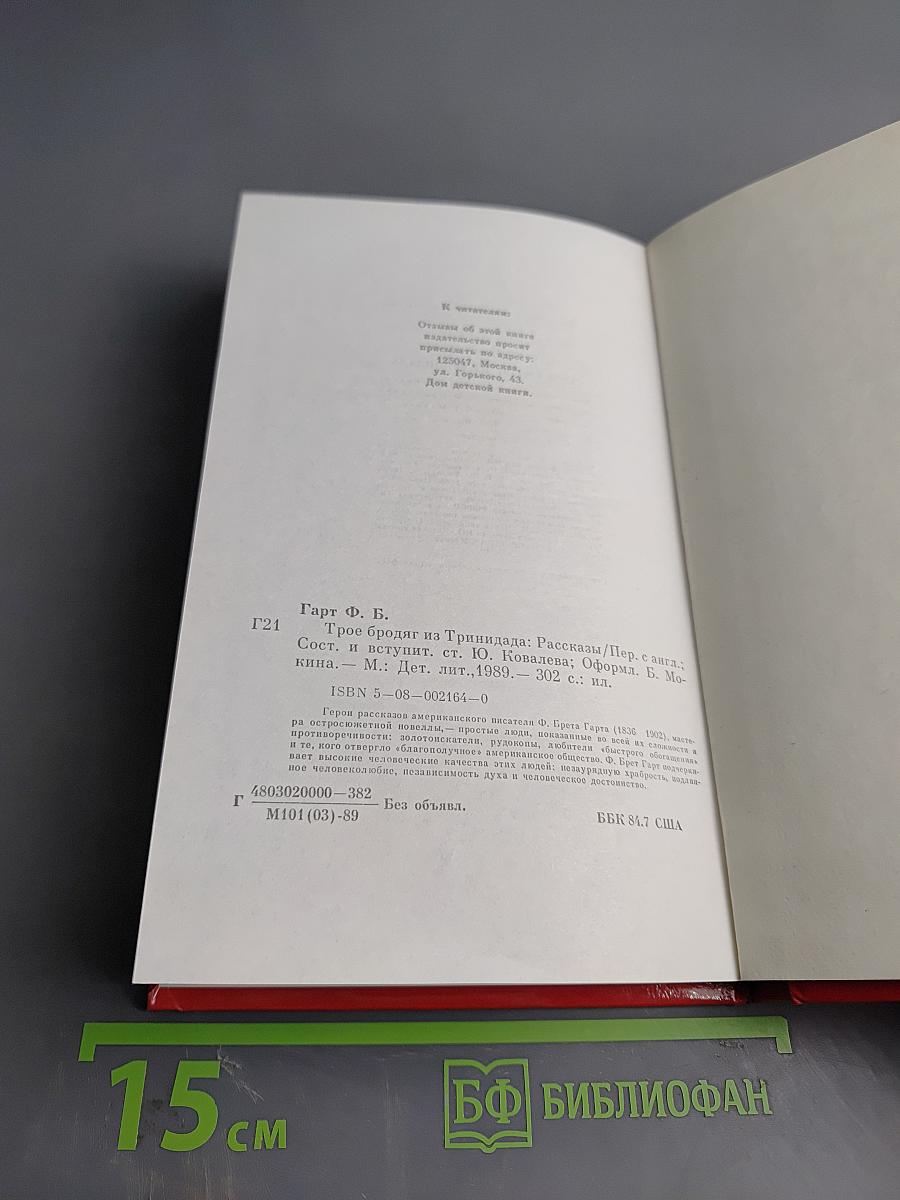 К читателям:
Отзывы об этой книге
издательство просит
присылать по адресу:
125047, Москва,
ул. Горького, 43.
Дом детской книги.
Гарт Ф. Б.
Г21
Трое бродяг из Тринидада: Рассказы/Пер. с англ.;
Сост. и вступит. ст. Ю. Ковалева; Оформл. Б. Мо-
кина.— М.: Дет. лит.,1989.— 302 с.: ил.
ISBN 5—08—002164—0
Герои рассказов американского писателя Ф. Брета Гарта (1836 1902), масте-
ра остросюжетной новеллы,— простые люди, показанные во всей их сложности и
противоречивости: золотоискатели, рудокопы, любители «быстрого обогащения»
и те, кого отвергло «благополучное» американское общество. Ф. Брет Гарт подчерки-
вает высокие человеческие качества этих людей: незаурядную храбрость, подлин-
ное человеколюбие, независимость духа и человеческое достоинство.
Г 4803020000—382
М101(03)-89
Без объявл.
ББК 84.7 США
15 см
БФ БИБЛИОФАН